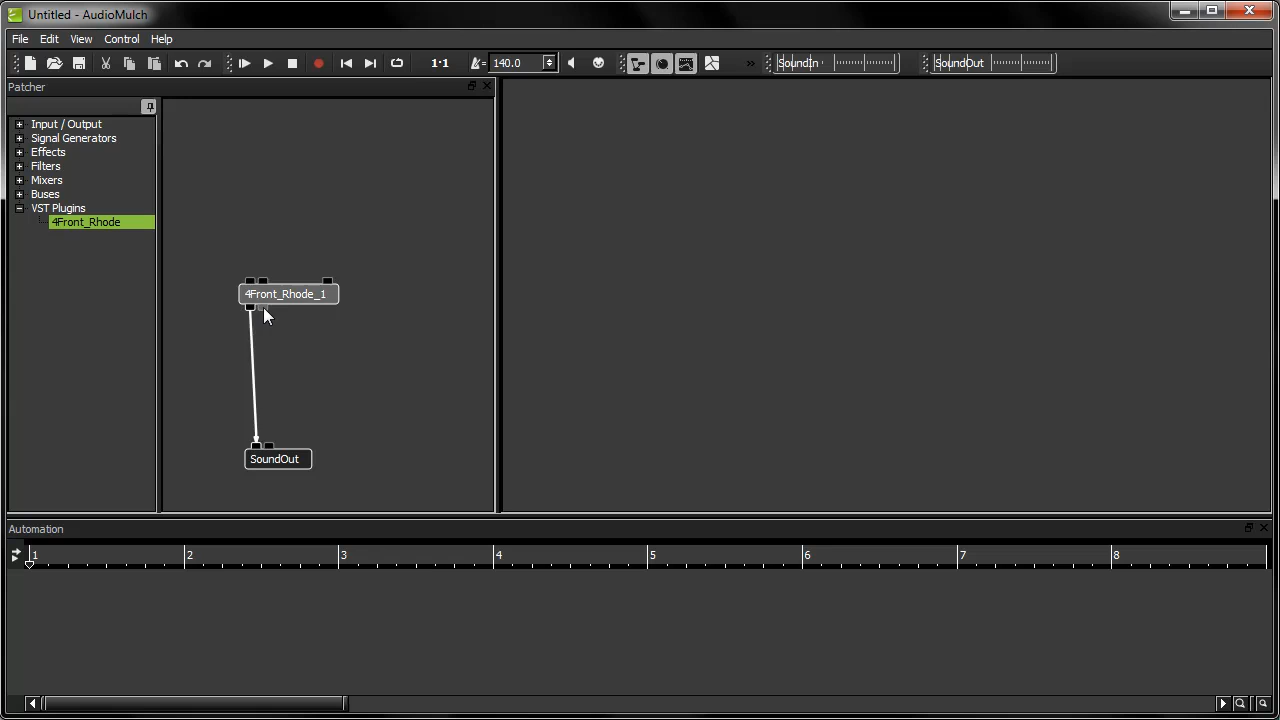 Untitled - AudioMulch
File Edit View Control Help
1·1 140.0 SoundIn SoundOut
Patcher
Input / Output
Signal Generators
Effects
Filters
Mixers
Buses
VST Plugins
4Front_Rhode
4Front_Rhode_1
SoundOut
Automation
1 2 3 4 5 6 7 8